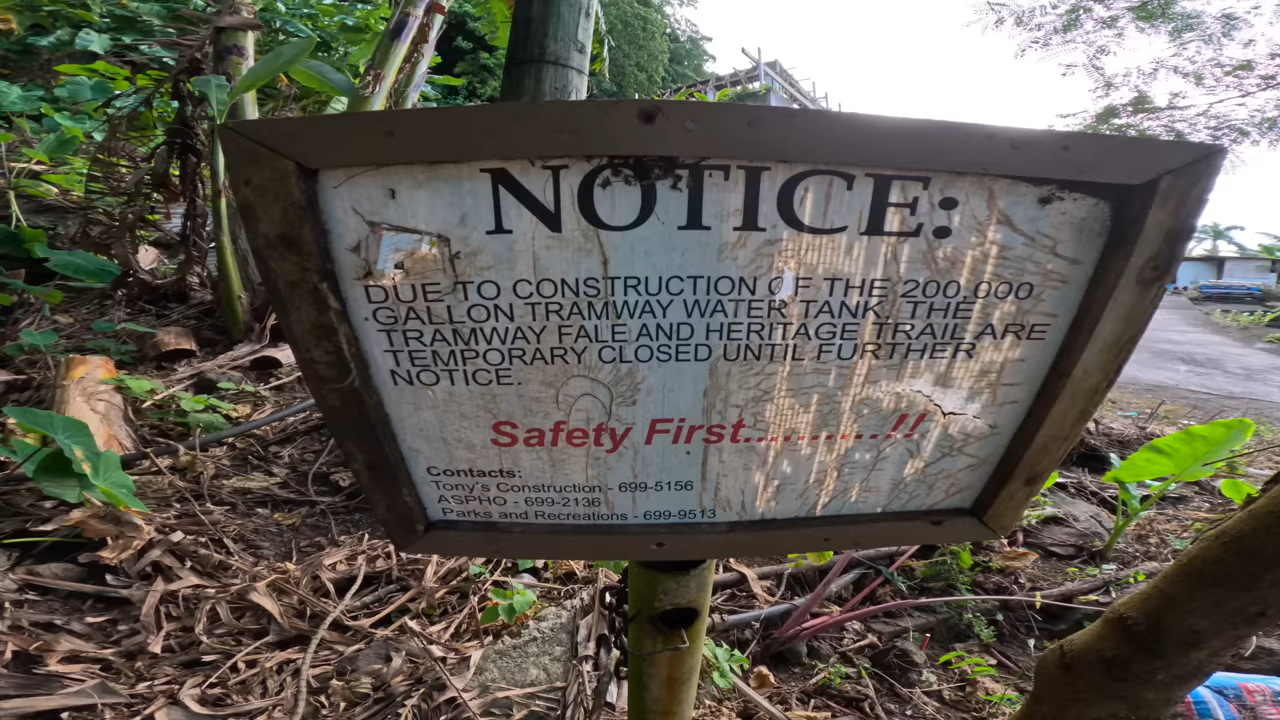 NOTICE:
DUE TO CONSTRUCTION OF THE 200,000
GALLON TRAMWAY WATER TANK, THE
TRAMWAY FALE AND HERITAGE TRAIL ARE
TEMPORARY CLOSED UNTIL FURTHER
NOTICE.
Safety First..........!!
Contacts:
Tony's Construction - 699-5156
ASPHO - 699-2136
Parks and Recreations - 699-9513